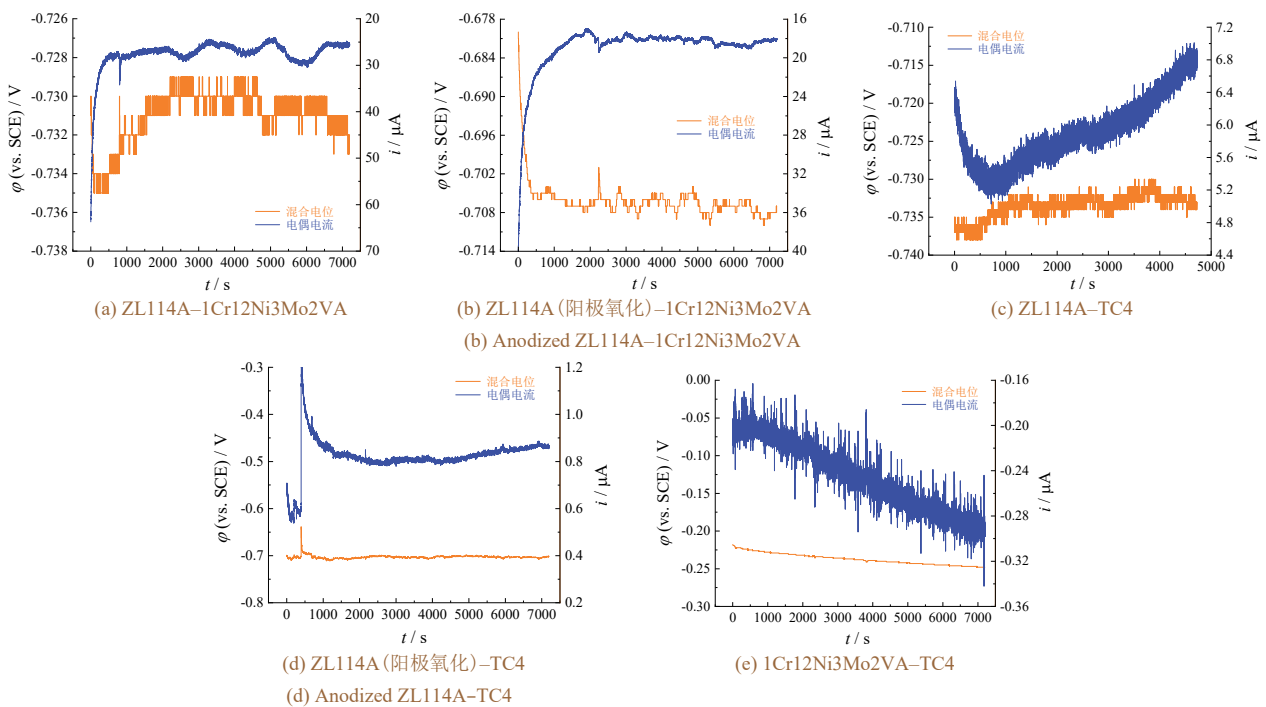 -0.726
-0.728
-0.730
-0.732
-0.734
-0.736
-0.738
φ (vs. SCE) / V
混合电位
电偶电流
20
30
40
50
60
70
i / μA
0 1000 2000 3000 4000 5000 6000 7000
t / s
(a) ZL114A–1Cr12Ni3Mo2VA
-0.678
-0.684
-0.690
-0.696
-0.702
-0.708
-0.714
φ (vs. SCE) / V
混合电位
电偶电流
16
20
24
28
32
36
40
i / μA
0 1000 2000 3000 4000 5000 6000 7000
t / s
(b) ZL114A(阳极氧化)–1Cr12Ni3Mo2VA
(b) Anodized ZL114A–1Cr12Ni3Mo2VA
-0.710
-0.715
-0.720
-0.725
-0.730
-0.735
-0.740
φ (vs. SCE) / V
混合电位
电偶电流
7.2
6.8
6.4
6.0
5.6
5.2
4.8
4.4
i / μA
0 1000 2000 3000 4000 5000
t / s
(c) ZL114A–TC4
-0.3
-0.4
-0.5
-0.6
-0.7
-0.8
φ (vs. SCE) / V
混合电位
电偶电流
1.2
1.0
0.8
0.6
0.4
0.2
i / μA
0 1000 2000 3000 4000 5000 6000 7000
t / s
(d) ZL114A(阳极氧化)–TC4
(d) Anodized ZL114A–TC4
0.00
-0.05
-0.10
-0.15
-0.20
-0.25
-0.30
φ (vs. SCE) / V
混合电位
电偶电流
-0.16
-0.20
-0.24
-0.28
-0.32
-0.36
i / μA
0 1000 2000 3000 4000 5000 6000 7000
t / s
(e) 1Cr12Ni3Mo2VA–TC4